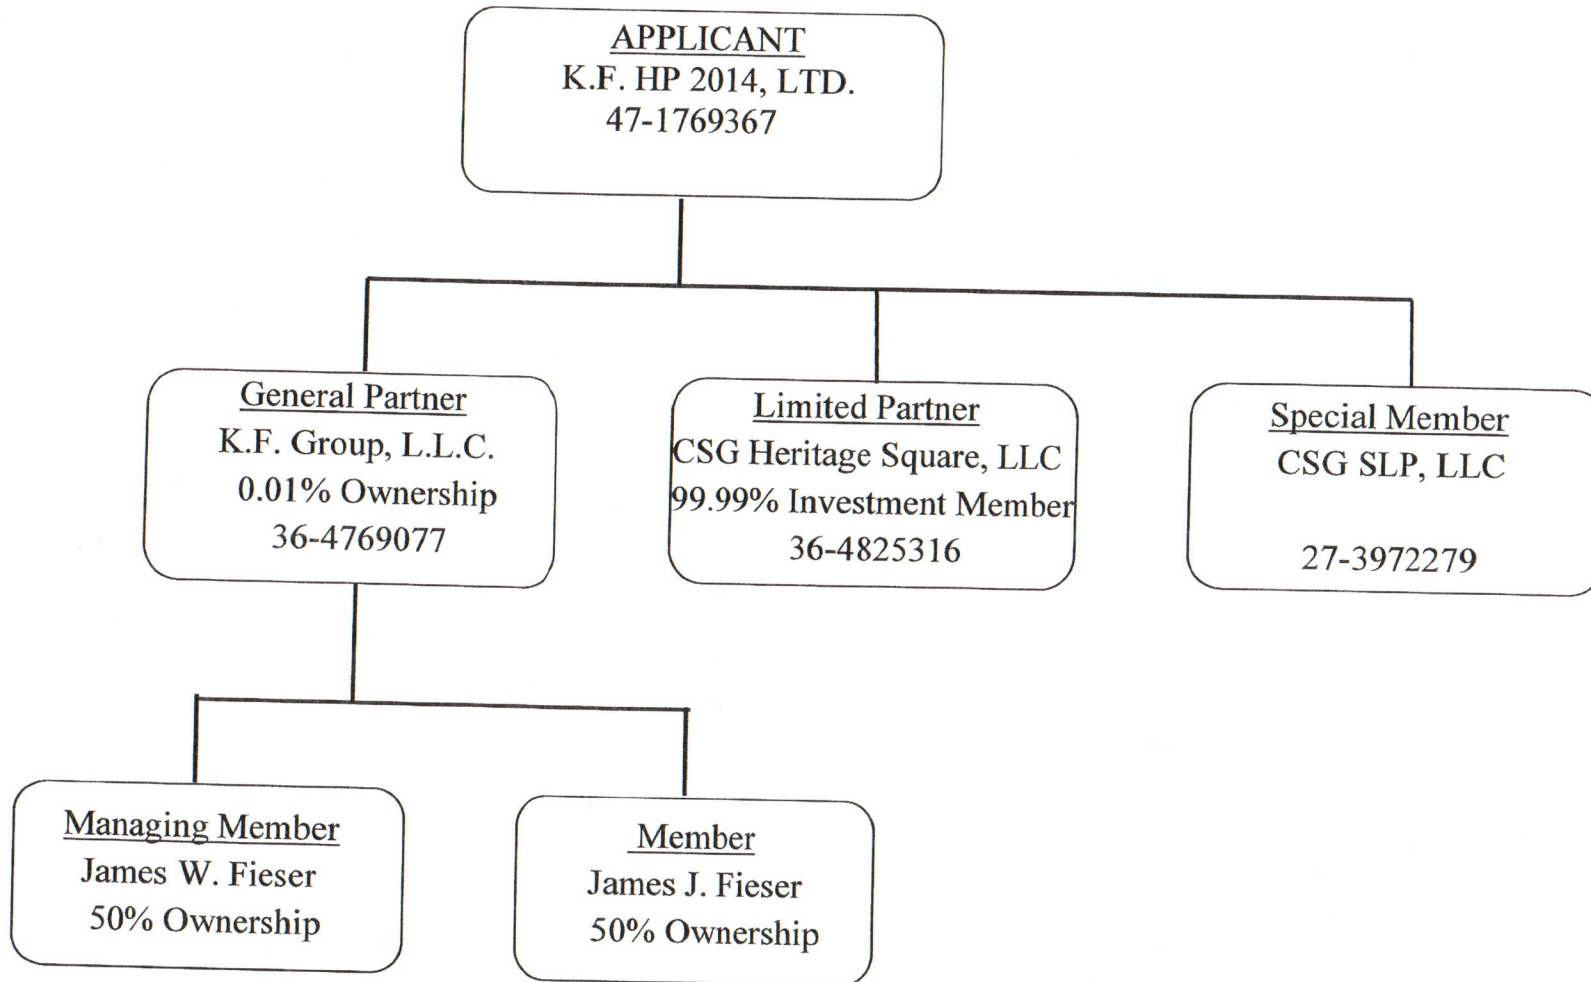 APPLICANT
K.F. HP 2014, LTD.
47-1769367
General Partner
K.F. Group, L.L.C.
0.01% Ownership
36-4769077
Limited Partner
CSG Heritage Square, LLC
99.99% Investment Member
36-4825316
Special Member
CSG SLP, LLC
27-3972279
Managing Member
James W. Fieser
50% Ownership
Member
James J. Fieser
50% Ownership